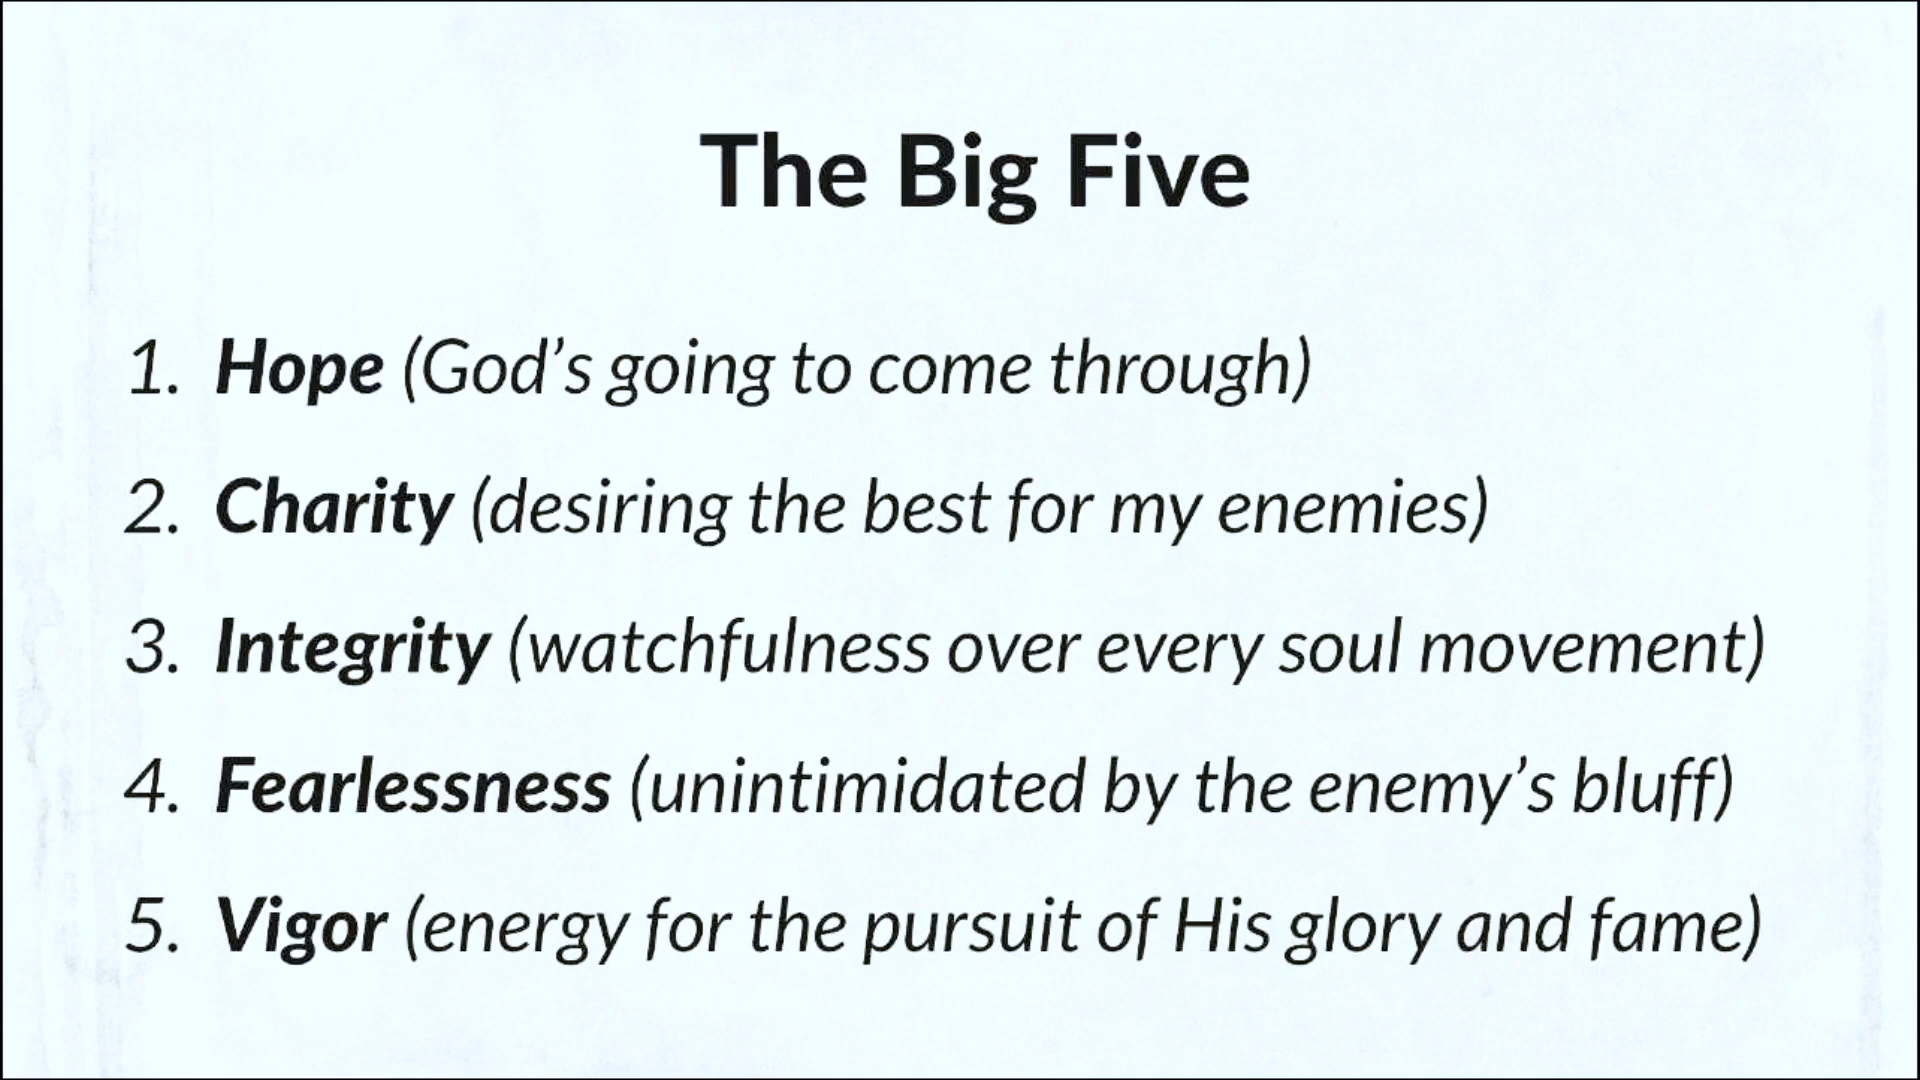 The Big Five
1. Hope (God’s going to come through)
2. Charity (desiring the best for my enemies)
3. Integrity (watchfulness over every soul movement)
4. Fearlessness (unintimidated by the enemy’s bluff)
5. Vigor (energy for the pursuit of His glory and fame)